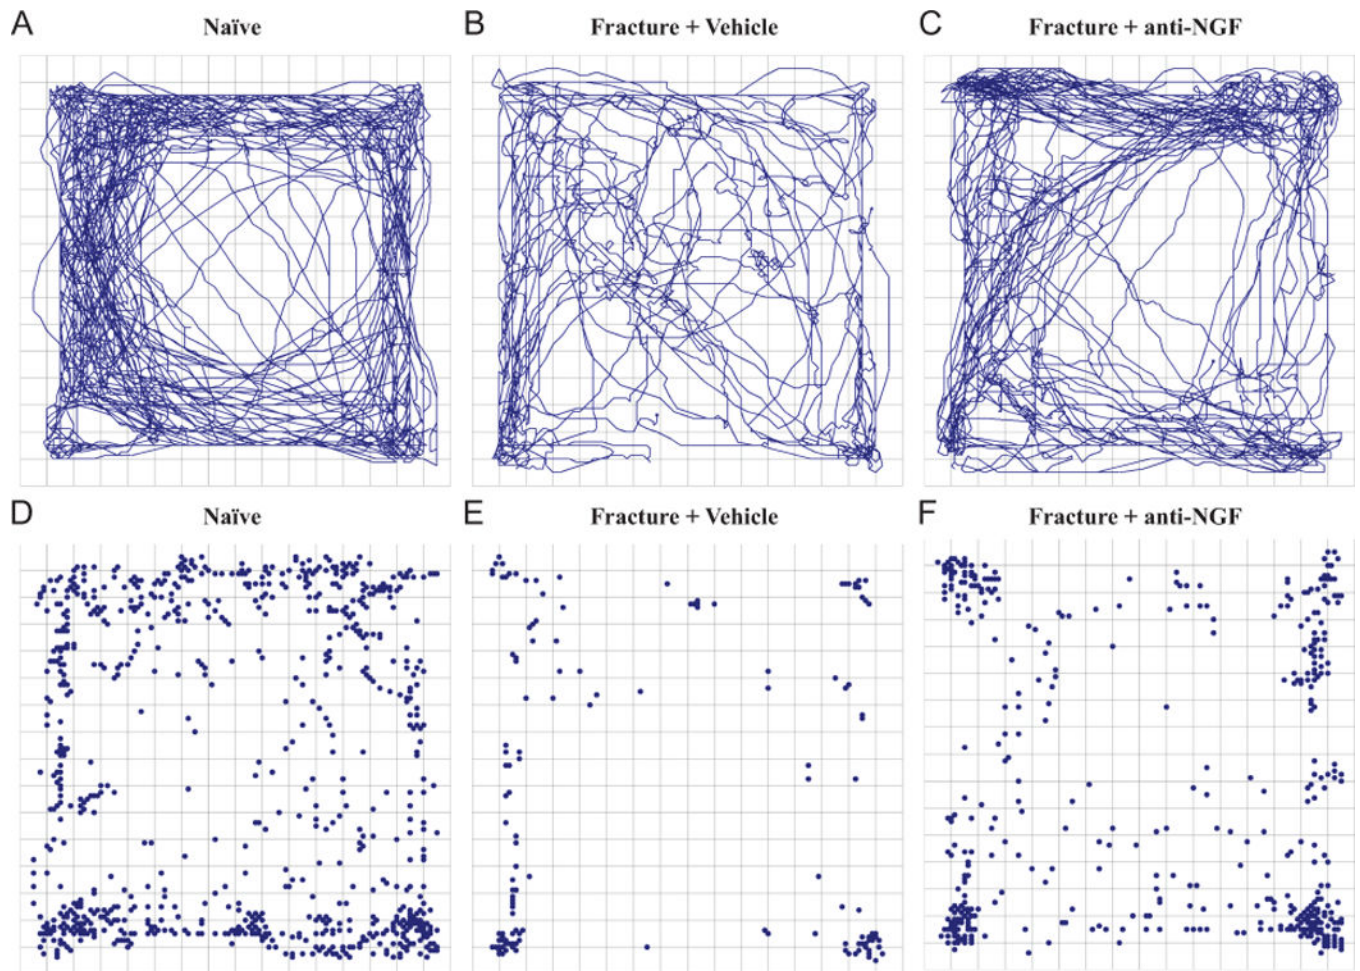 A Naïve B Fracture + Vehicle C Fracture + anti-NGF
D Naïve E Fracture + Vehicle F Fracture + anti-NGF